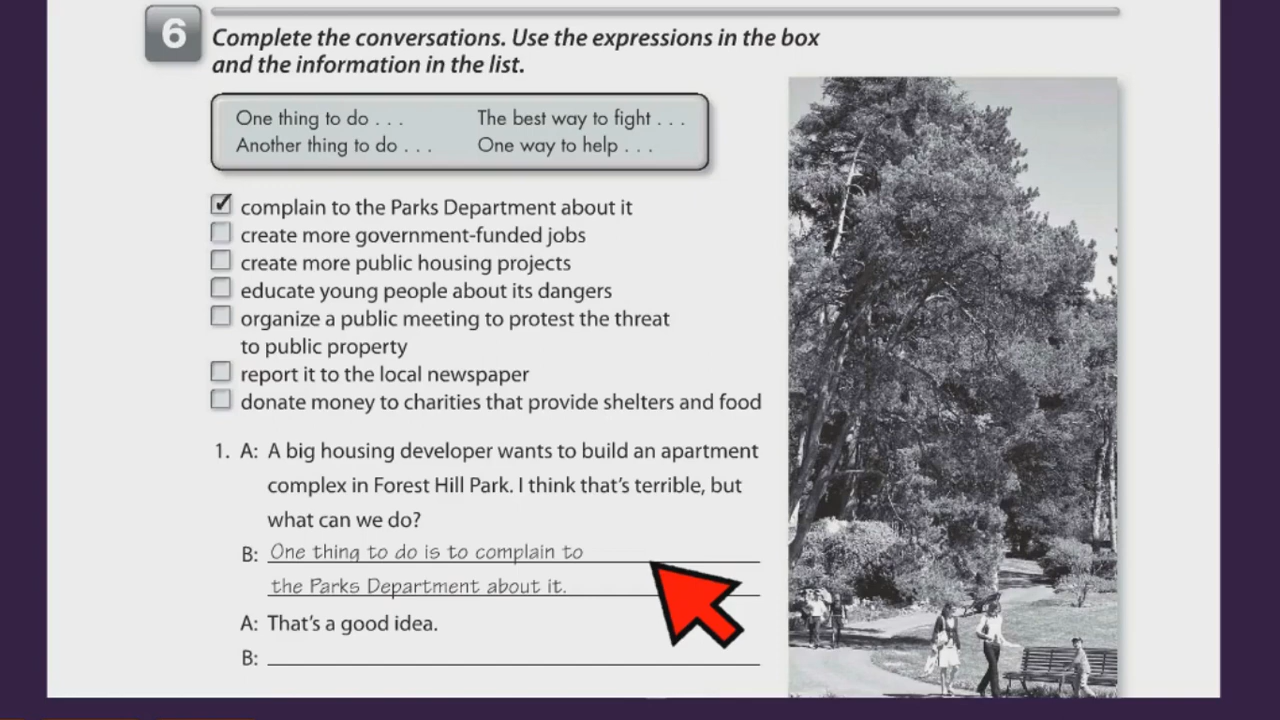 6
Complete the conversations. Use the expressions in the box
and the information in the list.
One thing to do . . .
The best way to fight . . .
Another thing to do . . .
One way to help . . .
complain to the Parks Department about it
create more government-funded jobs
create more public housing projects
educate young people about its dangers
organize a public meeting to protest the threat
to public property
report it to the local newspaper
donate money to charities that provide shelters and food
1. A: A big housing developer wants to build an apartment
complex in Forest Hill Park. I think that's terrible, but
what can we do?
B: One thing to do is to complain to
the Parks Department about it.
A: That's a good idea.
B: